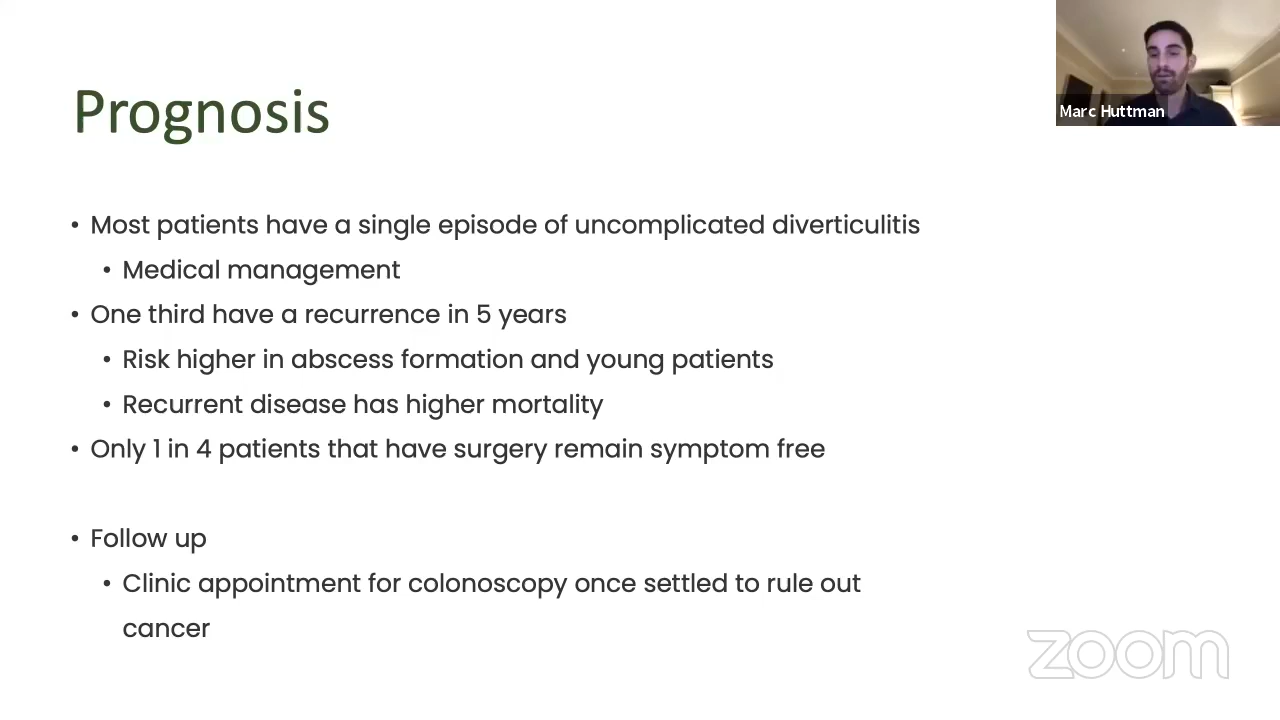 Prognosis
Marc Huttman
• Most patients have a single episode of uncomplicated diverticulitis
• Medical management
• One third have a recurrence in 5 years
• Risk higher in abscess formation and young patients
• Recurrent disease has higher mortality
• Only 1 in 4 patients that have surgery remain symptom free
• Follow up
• Clinic appointment for colonoscopy once settled to rule out
cancer
zoom